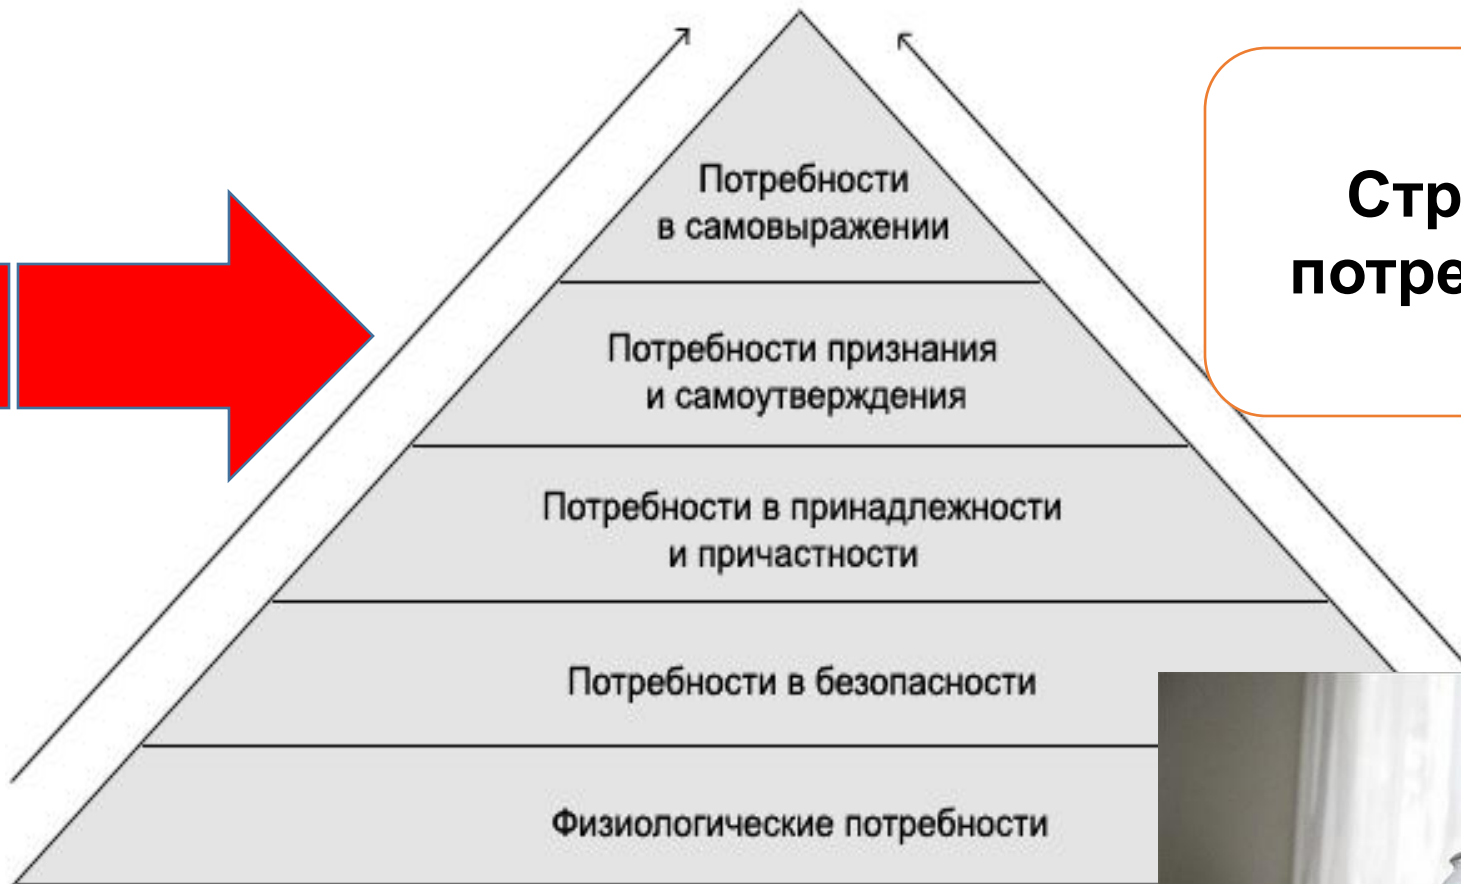 Потребности
в самовыражении
Потребности признания
и самоутверждения
Потребности в принадлежности
и причастности
Потребности в безопасности
Физиологические потребности
Стр
потре